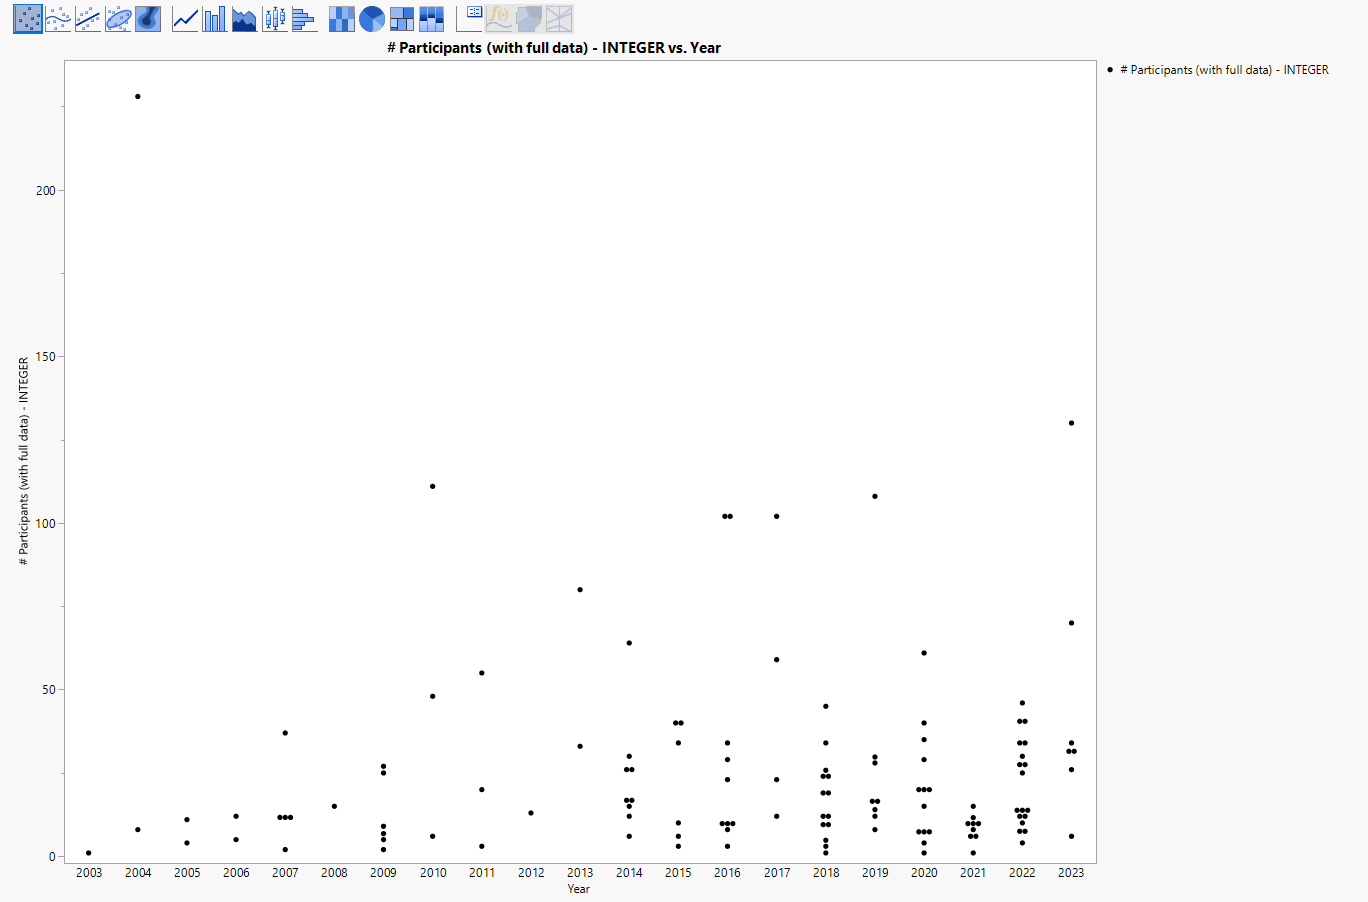 # Participants (with full data) - INTEGER vs. Year
# Participants (with full data) - INTEGER
200
150
100
50
0
# Participants (with full data) - INTEGER
2003 2004 2005 2006 2007 2008 2009 2010 2011 2012 2013 2014 2015 2016 2017 2018 2019 2020 2021 2022 2023
Year